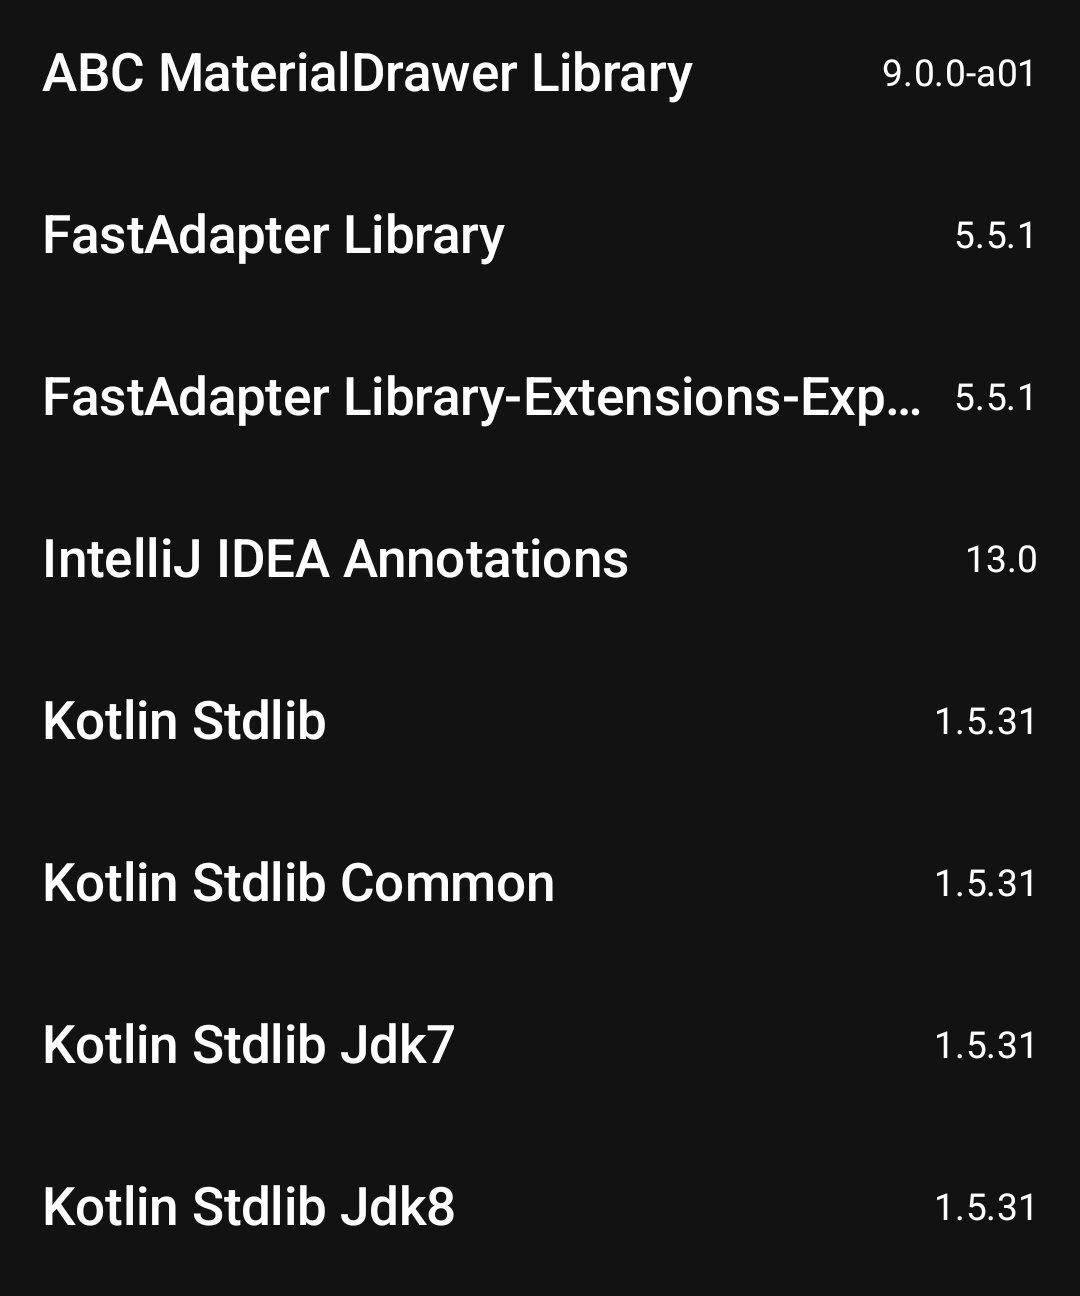 ABC MaterialDrawer Library 9.0.0-a01
FastAdapter Library 5.5.1
FastAdapter Library-Extensions-Exp... 5.5.1
IntelliJ IDEA Annotations 13.0
Kotlin Stdlib 1.5.31
Kotlin Stdlib Common 1.5.31
Kotlin Stdlib Jdk7 1.5.31
Kotlin Stdlib Jdk8 1.5.31